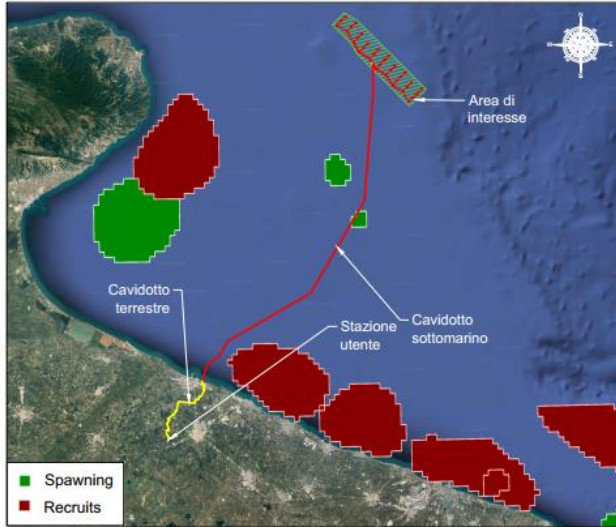 Area di
interesse
Cavidotto
terrestre
Stazione
utente
Cavidotto
sottomarino
Spawning
Recruits